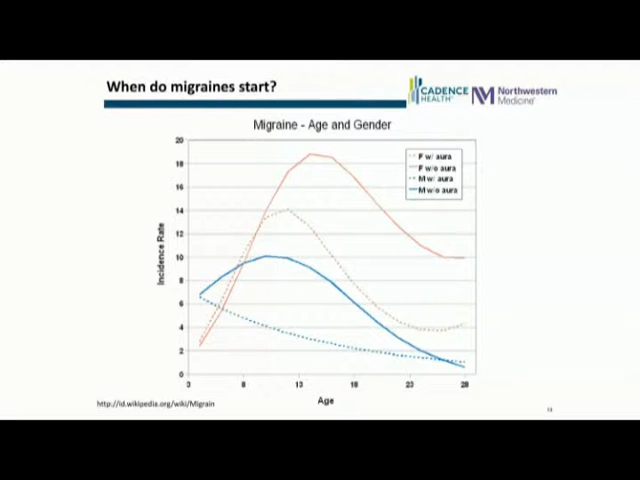 When do migraines start?
CADENCE
HEALTH
Northwestern
Medicine
Migraine - Age and Gender
20
18
16
14
12
10
8
6
4
2
0
Incidence Rate
F w/ aura
F w/o aura
M w/ aura
M w/o aura
3
8
13
18
23
28
Age
http://id.wikipedia.org/wiki/Migrain